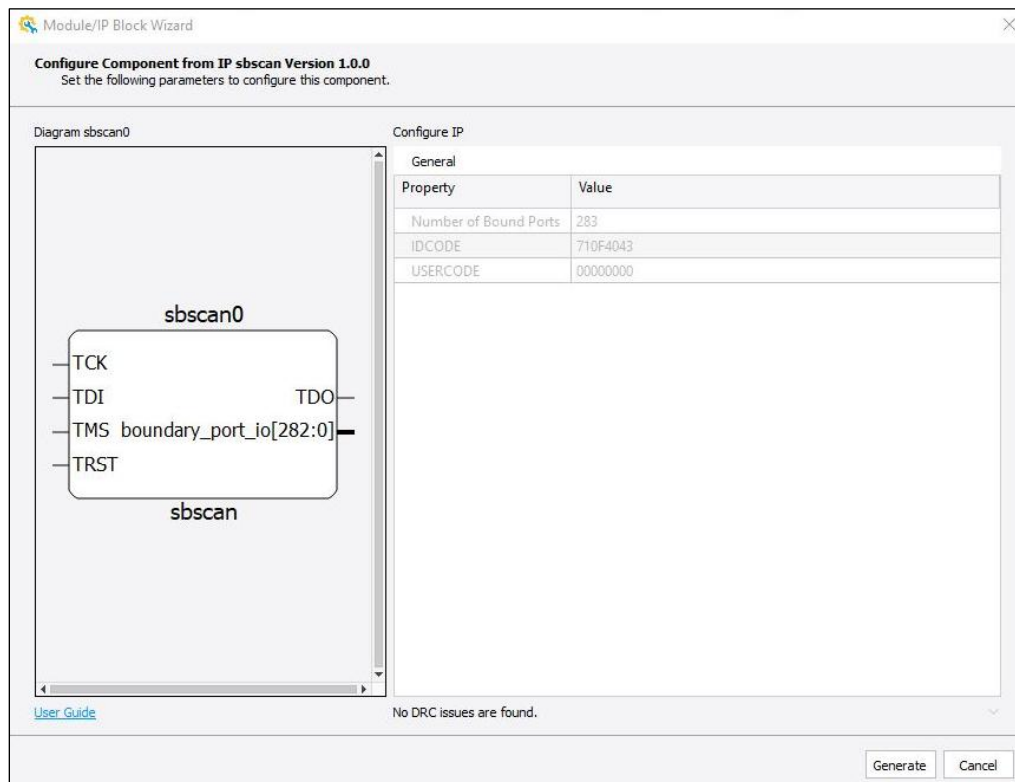 Module/IP Block Wizard
Configure Component from IP sbscan Version 1.0.0
Set the following parameters to configure this component.
Diagram sbscan0
sbscan0
TCK
TDI TDO
TMS boundary_port_io[282:0]
TRST
sbscan
User Guide
Configure IP
General
Property Value
Number of Bound Ports 283
IDCODE 710F4043
USERCODE 00000000
No DRC issues are found.
Generate Cancel